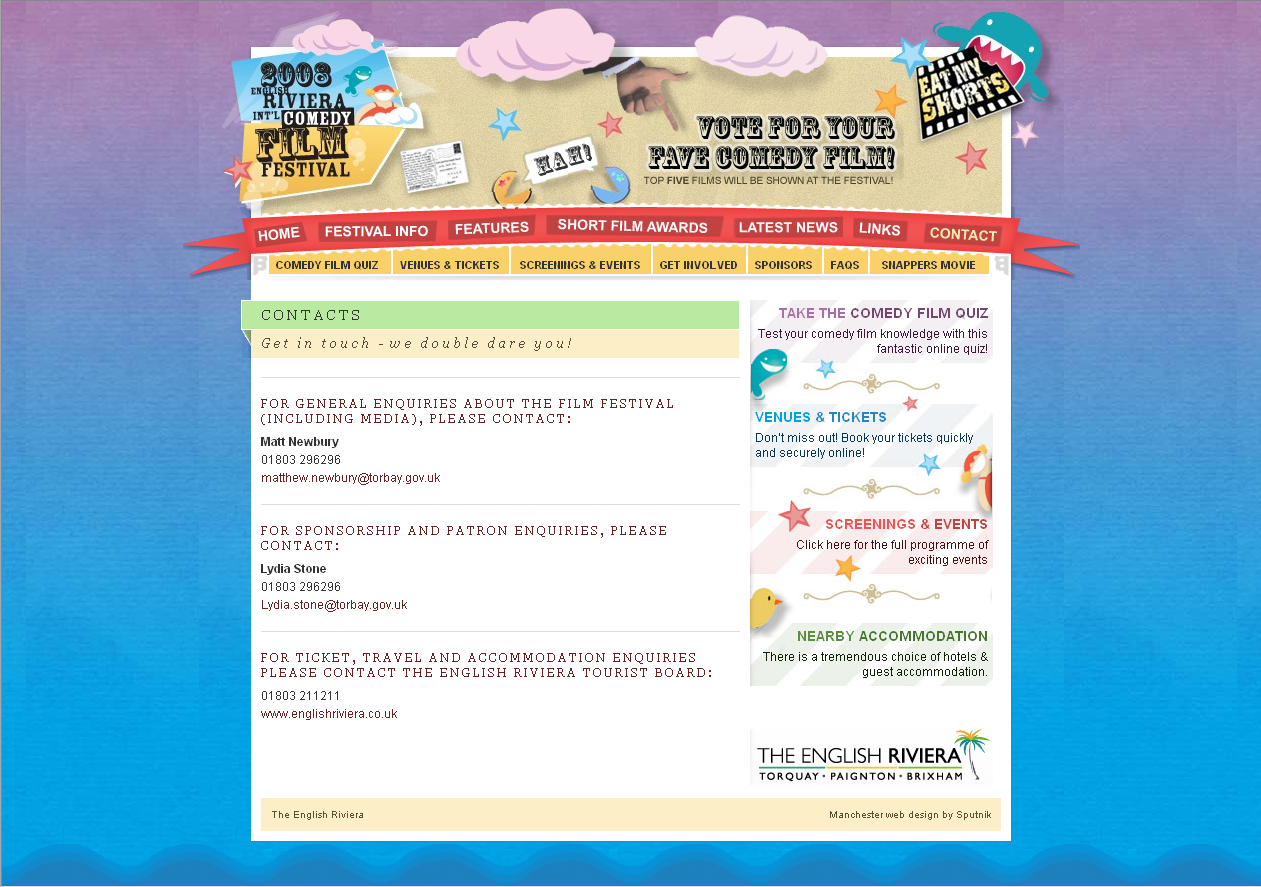 2008
ENGLISH
RIVIERA
INT'L COMEDY
FILM
FESTIVAL
HAH!
VOTE FOR YOUR
FAVE COMEDY FILM!
TOP FIVE FILMS WILL BE SHOWN AT THE FESTIVAL!
EAT MY
SHORTS
HOME FESTIVAL INFO FEATURES SHORT FILM AWARDS LATEST NEWS LINKS CONTACT
COMEDY FILM QUIZ VENUES & TICKETS SCREENINGS & EVENTS GET INVOLVED SPONSORS FAQS SNAPPERS MOVIE
CONTACTS
Get in touch - we double dare you!
FOR GENERAL ENQUIRIES ABOUT THE FILM FESTIVAL
(INCLUDING MEDIA), PLEASE CONTACT:
Matt Newbury
01803 296296
matthew.newbury@torbay.gov.uk
FOR SPONSORSHIP AND PATRON ENQUIRIES, PLEASE
CONTACT:
Lydia Stone
01803 296296
Lydia.stone@torbay.gov.uk
FOR TICKET, TRAVEL AND ACCOMMODATION ENQUIRIES
PLEASE CONTACT THE ENGLISH RIVIERA TOURIST BOARD:
01803 211211
www.englishriviera.co.uk
TAKE THE COMEDY FILM QUIZ
Test your comedy film knowledge with this
fantastic online quiz!
VENUES & TICKETS
Don't miss out! Book your tickets quickly
and securely online!
SCREENINGS & EVENTS
Click here for the full programme of
exciting events
NEARBY ACCOMMODATION
There is a tremendous choice of hotels &
guest accommodation.
THE ENGLISH RIVIERA
TORQUAY • PAIGNTON • BRIXHAM
The English Riviera
Manchester web design by Sputnik